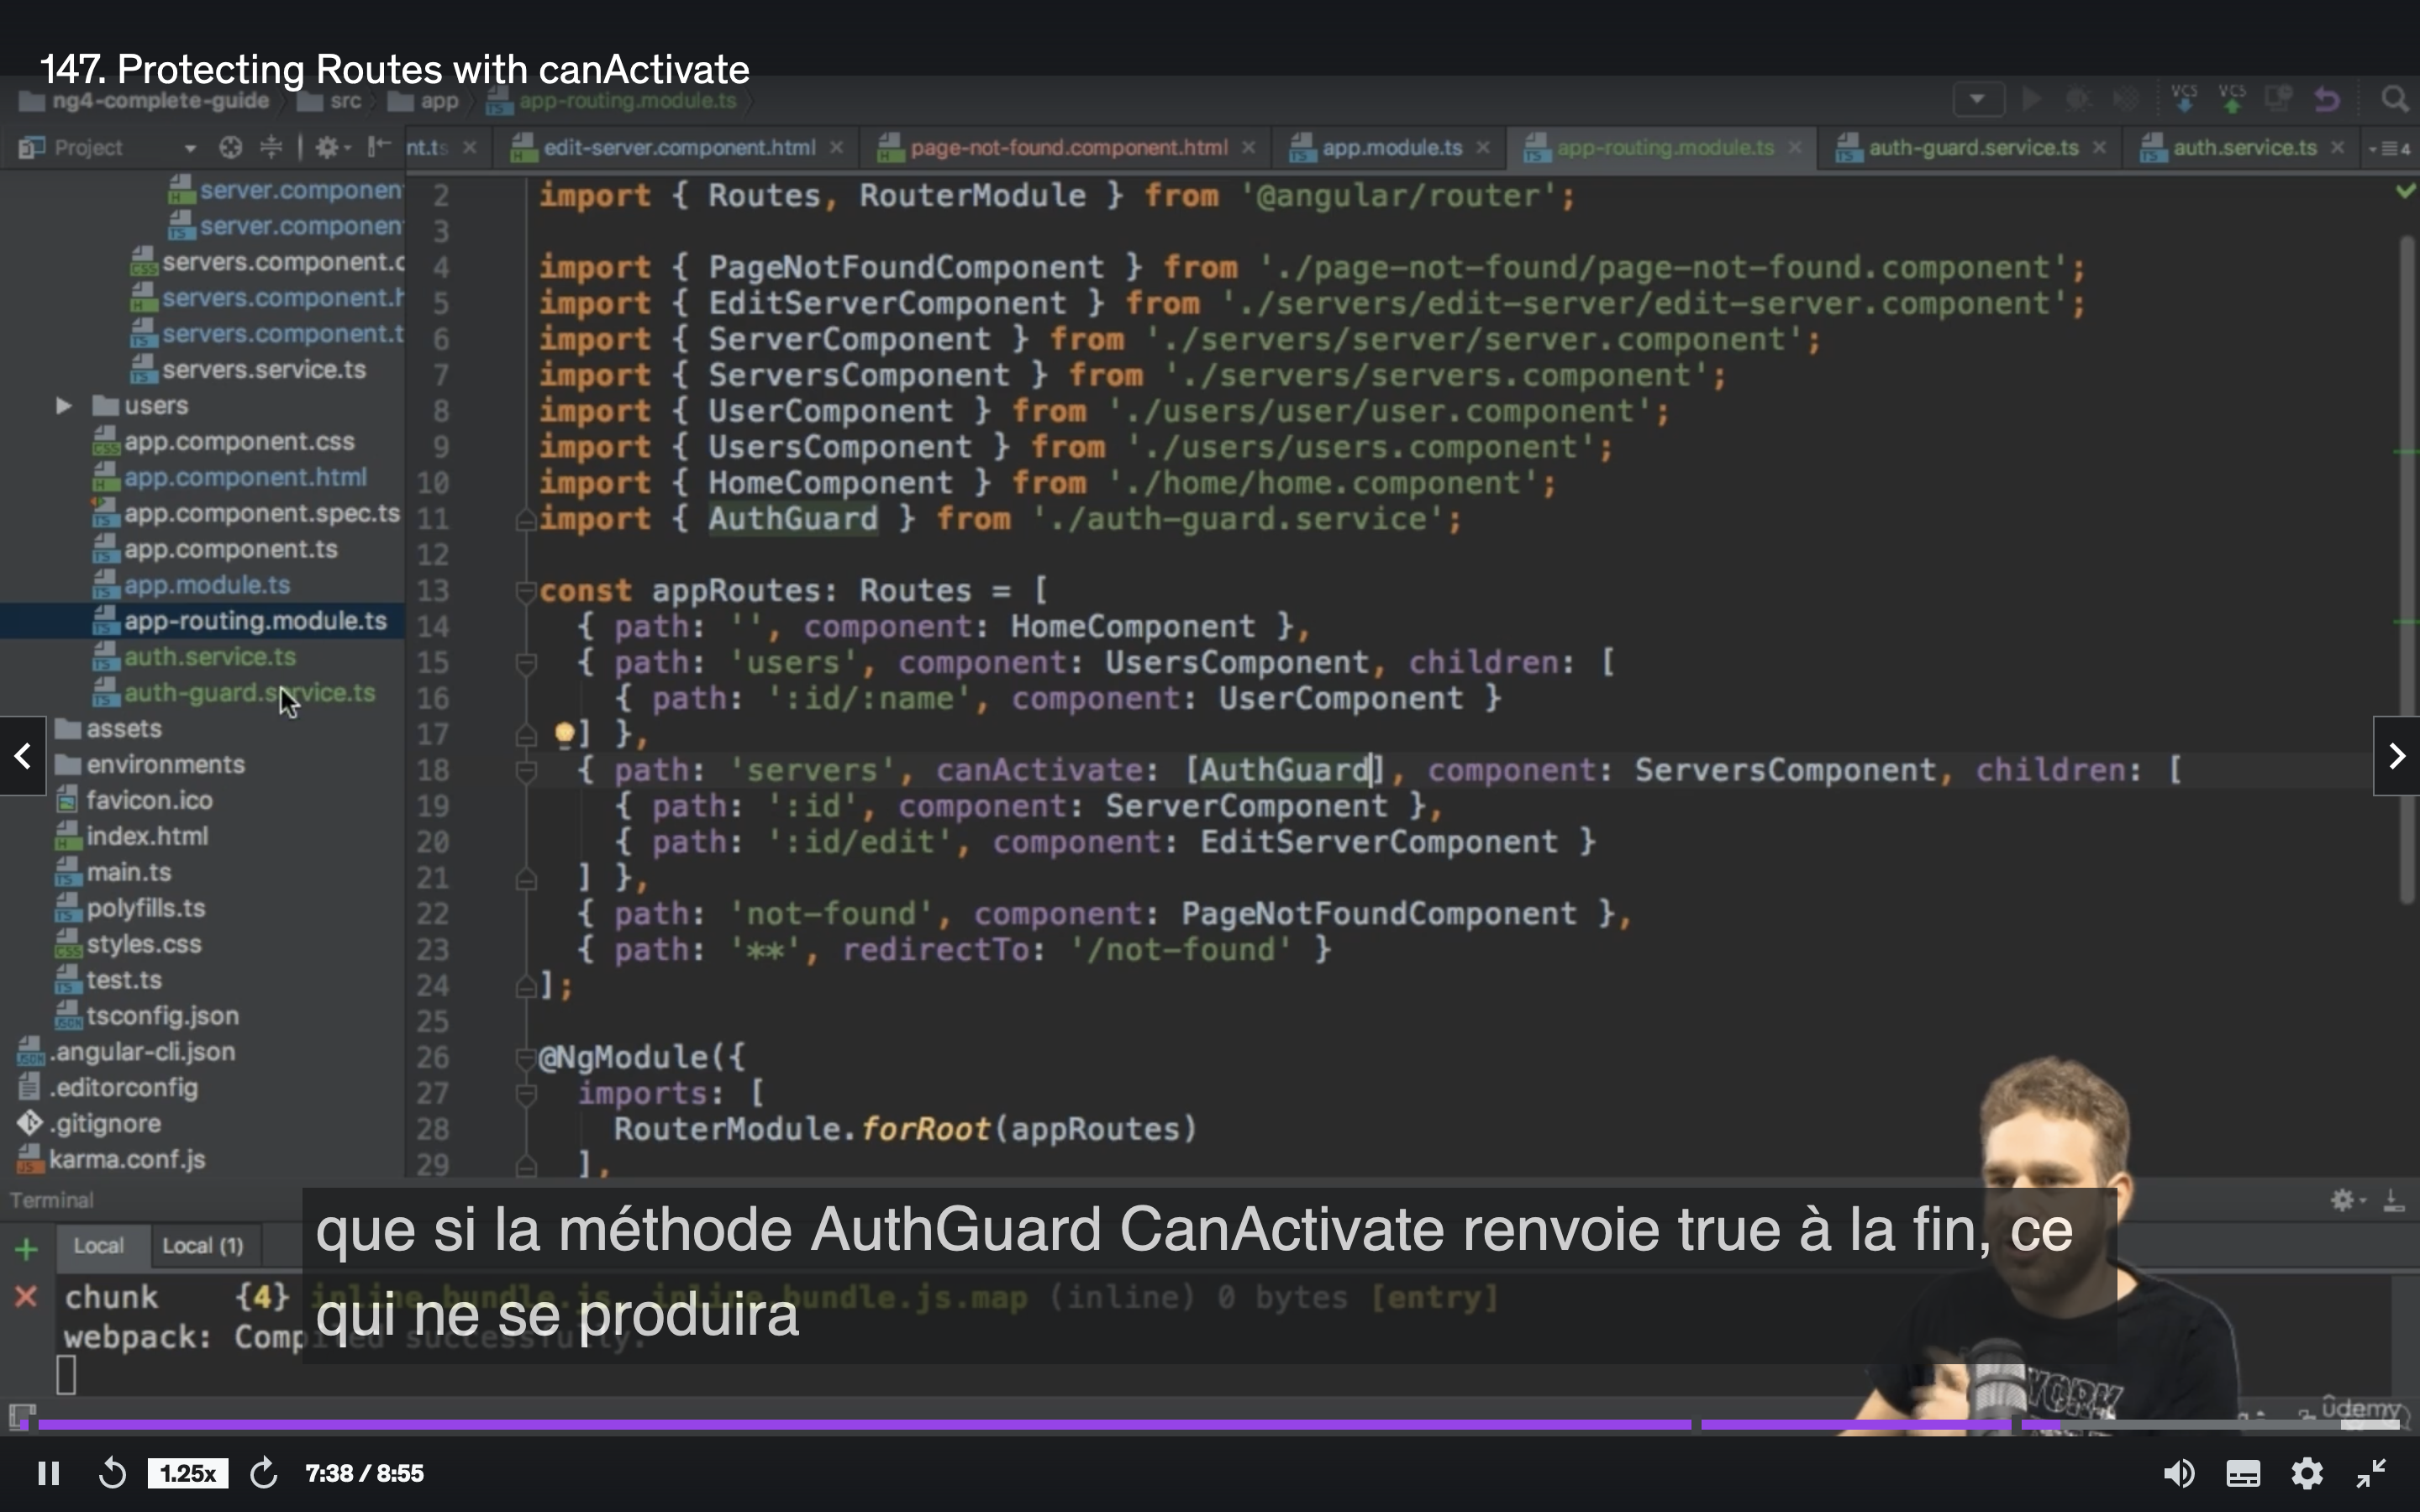 147. Protecting Routes with canActivate
ng4-complete-guide src app app-routing.module.ts
VCS VCS
Project
nt.ts edit-server.component.html page-not-found.component.html app.module.ts app-routing.module.ts auth-guard.service.ts auth.service.ts 4
server.componen
server.componen
servers.component.c
servers.component.h
servers.component.t
servers.service.ts
users
app.component.css
app.component.html
app.component.spec.ts
app.component.ts
app.module.ts
app-routing.module.ts
auth.service.ts
auth-guard.service.ts
assets
environments
favicon.ico
index.html
main.ts
polyfills.ts
styles.css
test.ts
tsconfig.json
.angular-cli.json
.editorconfig
.gitignore
karma.conf.js
2 import { Routes, RouterModule } from '@angular/router';
3
4 import { PageNotFoundComponent } from './page-not-found/page-not-found.component';
5 import { EditServerComponent } from './servers/edit-server/edit-server.component';
6 import { ServerComponent } from './servers/server/server.component';
7 import { ServersComponent } from './servers/servers.component';
8 import { UserComponent } from './users/user/user.component';
9 import { UsersComponent } from './users/users.component';
10 import { HomeComponent } from './home/home.component';
11 import { AuthGuard } from './auth-guard.service';
12
13 const appRoutes: Routes = [
14 { path: '', component: HomeComponent },
15 { path: 'users', component: UsersComponent, children: [
16 { path: ':id/:name', component: UserComponent }
17 ] },
18 { path: 'servers', canActivate: [AuthGuard], component: ServersComponent, children: [
19 { path: ':id', component: ServerComponent },
20 { path: ':id/edit', component: EditServerComponent }
21 ] },
22 { path: 'not-found', component: PageNotFoundComponent },
23 { path: '**', redirectTo: '/not-found' }
24 ];
25
26 @NgModule({
27 imports: [
28 RouterModule.forRoot(appRoutes)
29 ],
Terminal
Local Local (1)
que si la méthode AuthGuard CanActivate renvoie true à la fin, ce
qui ne se produira
chunk {4} inline.bundle.js, inline.bundle.js.map (inline) 0 bytes [entry]
webpack: Compiled successfully.
ûdemy
1.25x 7:38 / 8:55